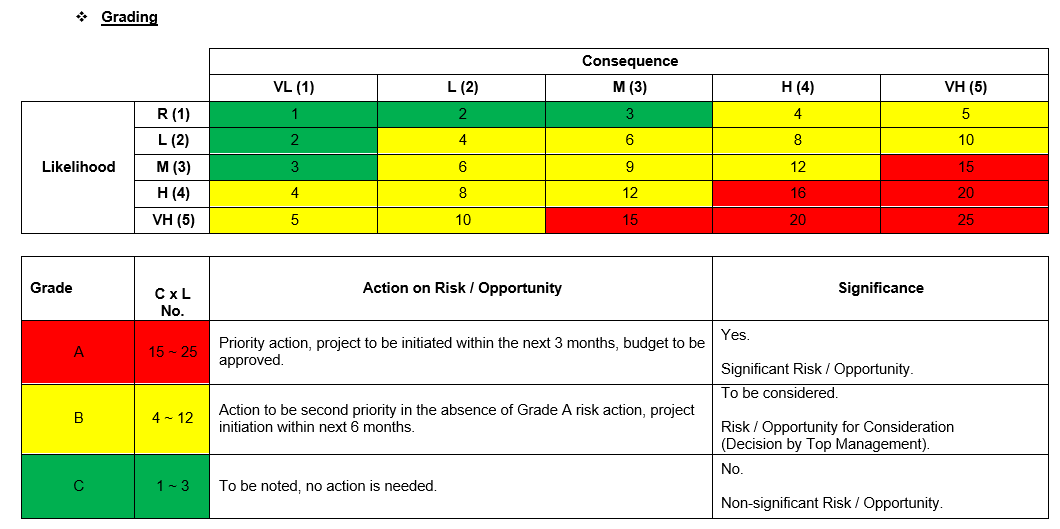 ❖ Grading
Consequence
VL (1) L (2) M (3) H (4) VH (5)
R (1) 1 2 3 4 5
L (2) 2 4 6 8 10
Likelihood M (3) 3 6 9 12 15
H (4) 4 8 12 16 20
VH (5) 5 10 15 20 25
Grade C x L No. Action on Risk / Opportunity Significance
A 15 ~ 25 Priority action, project to be initiated within the next 3 months, budget to be
approved.
Yes.
Significant Risk / Opportunity.
B 4 ~ 12 Action to be second priority in the absence of Grade A risk action, project
initiation within next 6 months.
To be considered.
Risk / Opportunity for Consideration
(Decision by Top Management).
C 1 ~ 3 To be noted, no action is needed.
No.
Non-significant Risk / Opportunity.